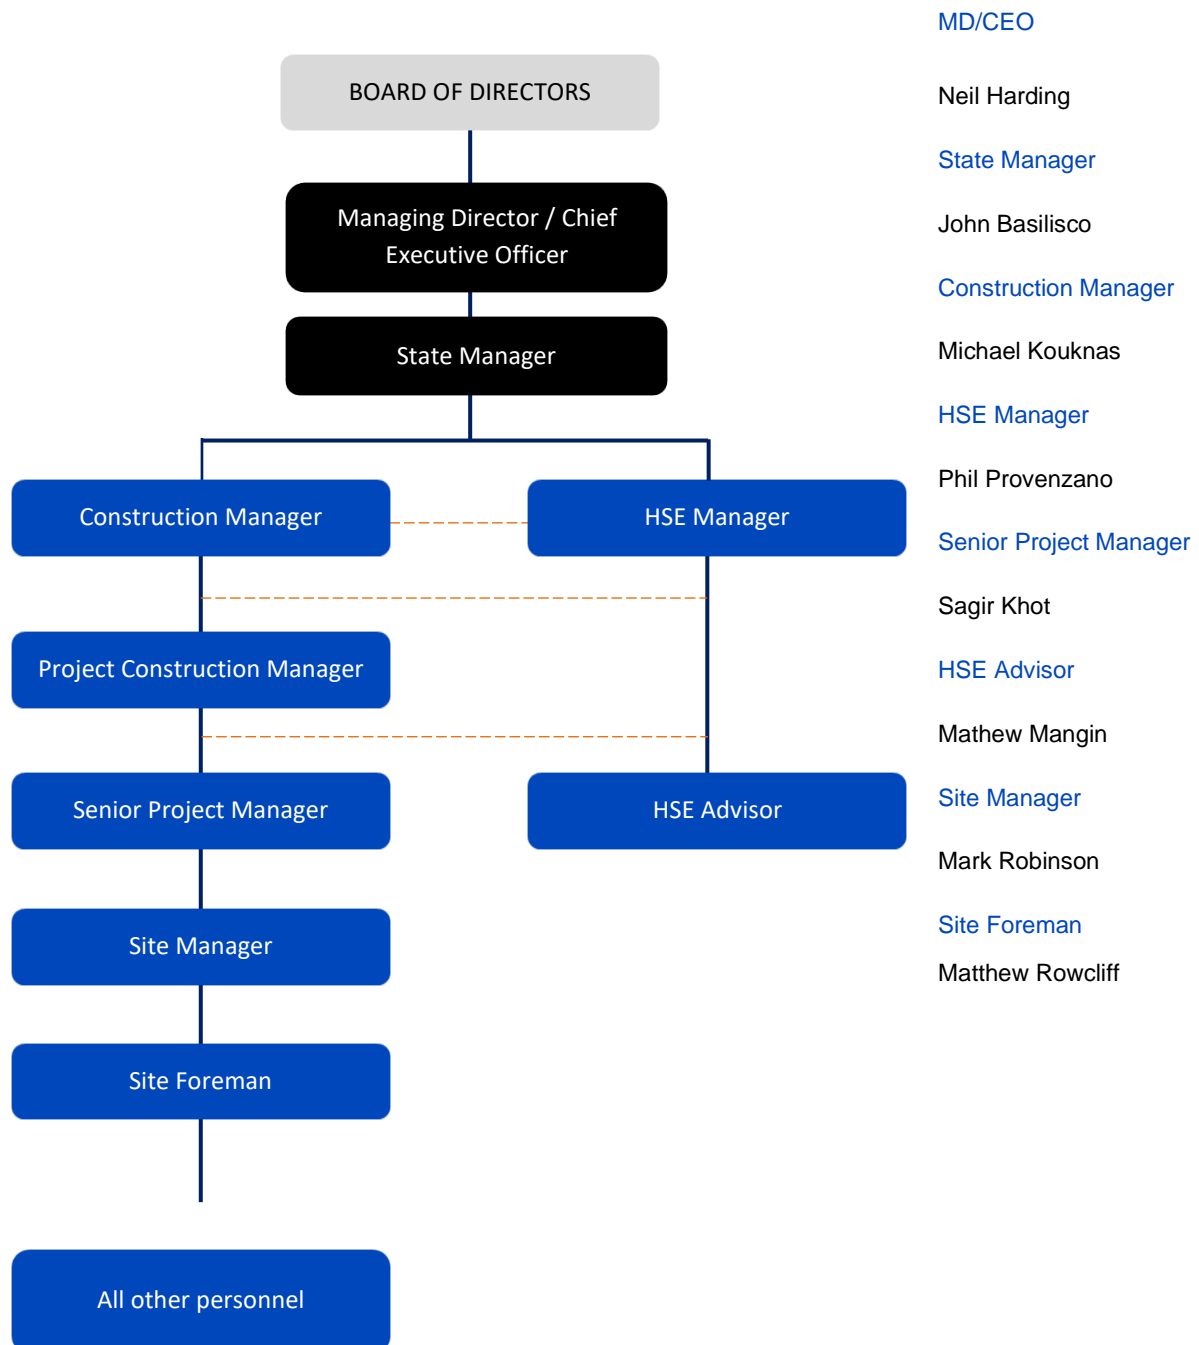 BOARD OF DIRECTORS
Managing Director / Chief
Executive Officer
State Manager
Construction Manager
HSE Manager
Project Construction Manager
Senior Project Manager
HSE Advisor
Site Manager
Site Foreman
All other personnel
MD/CEO
Neil Harding
State Manager
John Basilisco
Construction Manager
Michael Kouknas
HSE Manager
Phil Provenzano
Senior Project Manager
Sagir Khot
HSE Advisor
Mathew Mangin
Site Manager
Mark Robinson
Site Foreman
Matthew Rowcliff